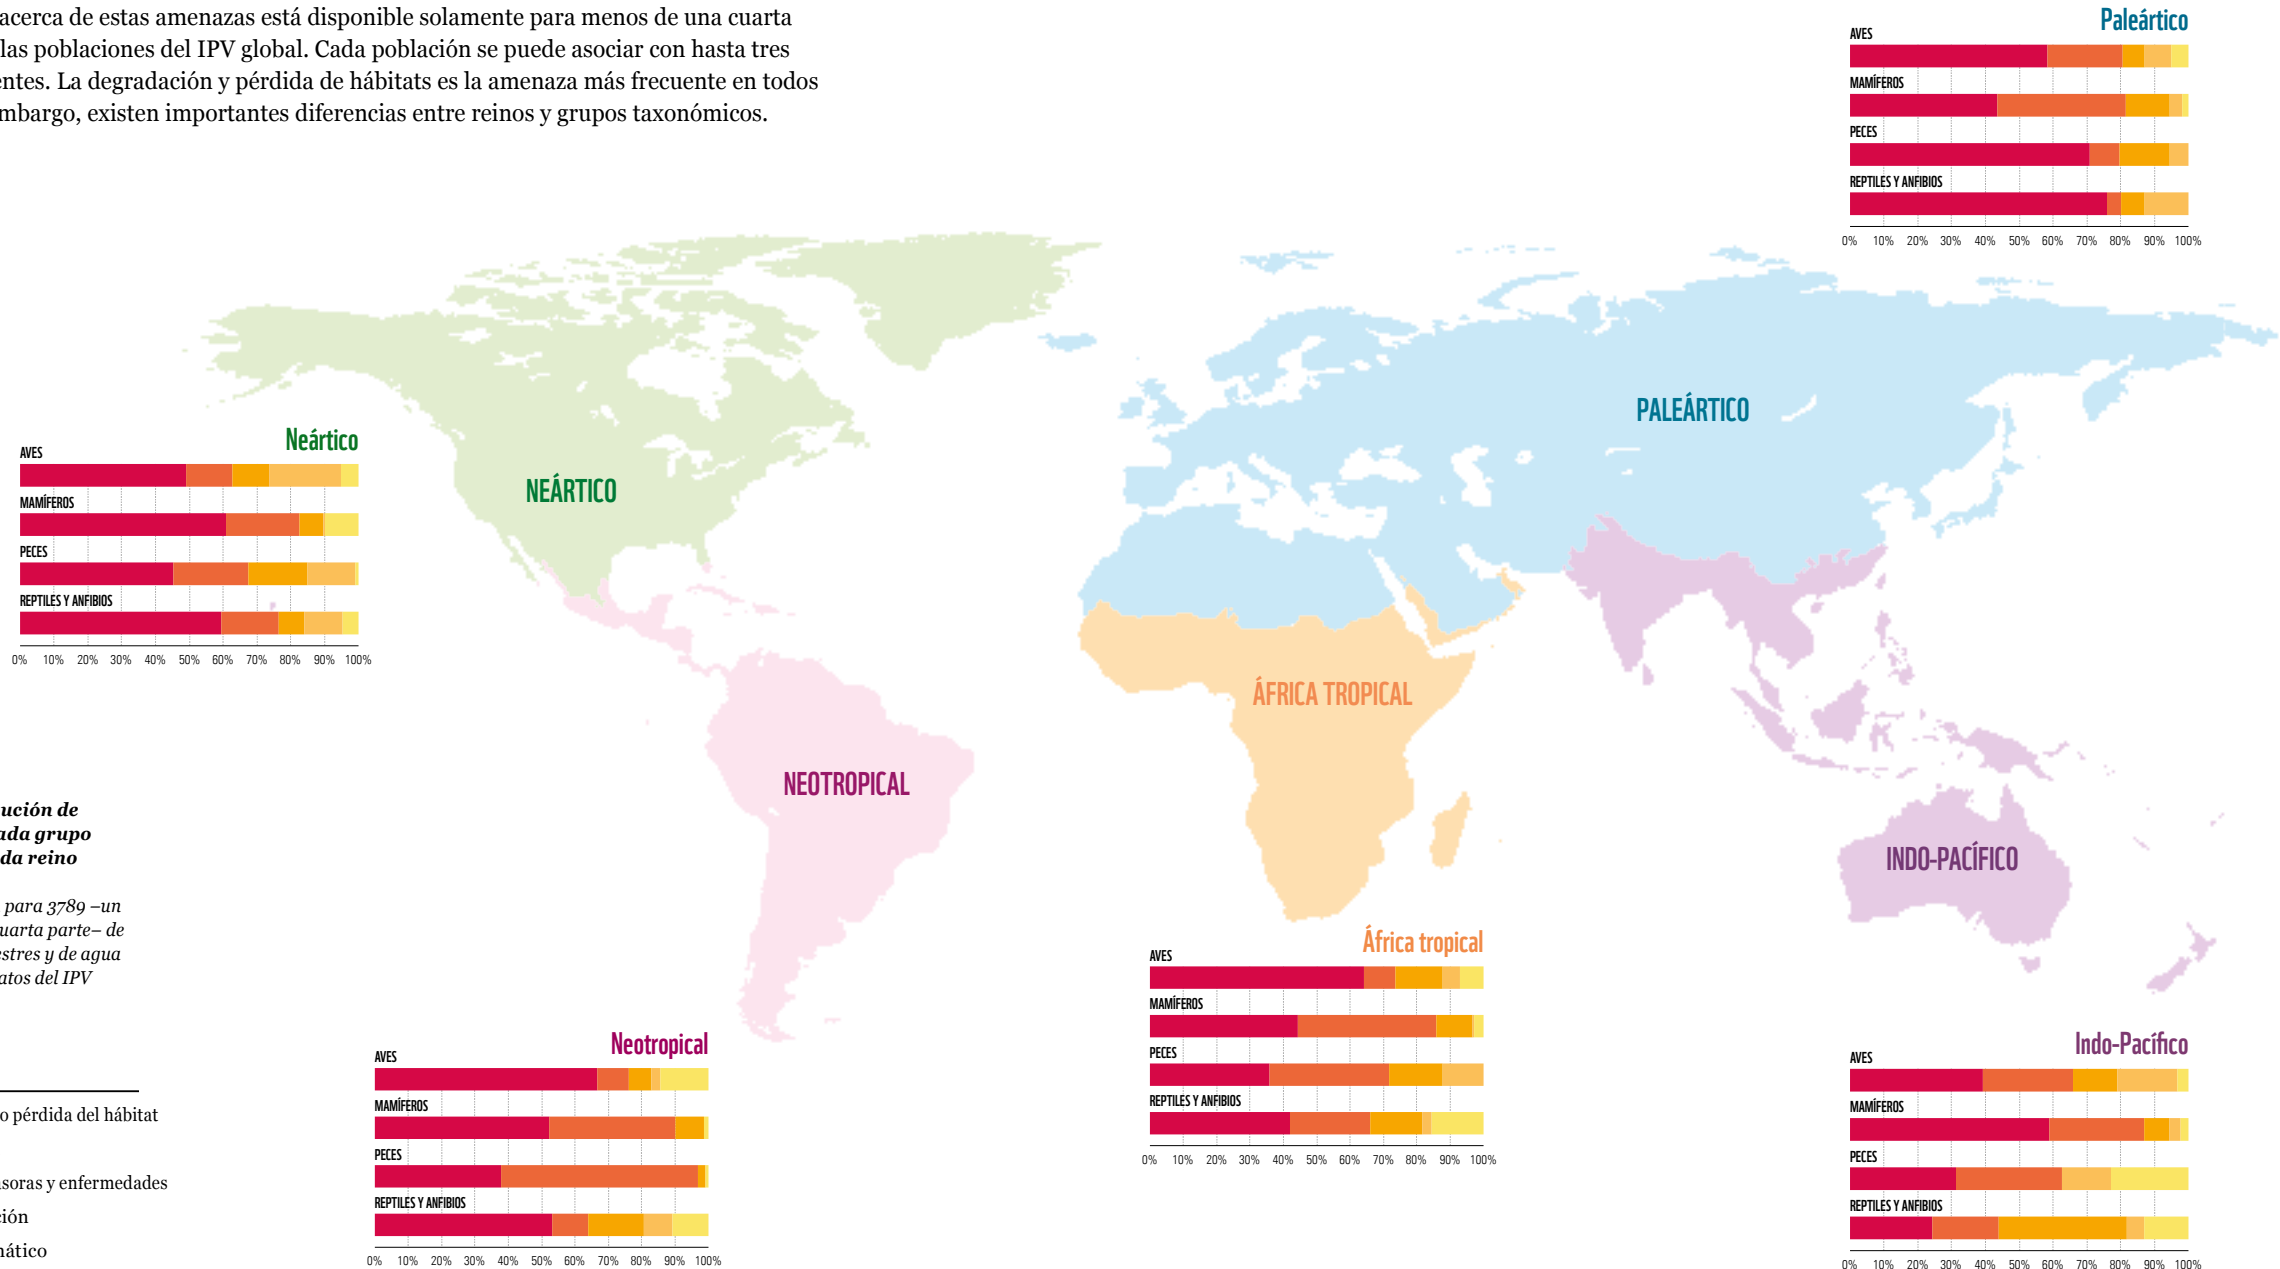 acerca de estas amenazas está disponible solamente para menos de una cuarta
las poblaciones del IPV global. Cada población se puede asociar con hasta tres
entes. La degradación y pérdida de hábitats es la amenaza más frecuente en todos
embargo, existen importantes diferencias entre reinos y grupos taxonómicos.
Paleártico
AVES
MAMÍFEROS
PECES
REPTILES Y ANFIBIOS
0% 10% 20% 30% 40% 50% 60% 70% 80% 90% 100%
PALEÁRTICO
Neártico
AVES
MAMÍFEROS
PECES
REPTILES Y ANFIBIOS
0% 10% 20% 30% 40% 50% 60% 70% 80% 90% 100%
NEÁRTICO
ÁFRICA TROPICAL
NEOTROPICAL
INDO-PACÍFICO
ución de
ada grupo
da reino
para 3789 –un
uarta parte– de
estres y de agua
atos del IPV
o pérdida del hábitat
soras y enfermedades
ción
nático
Neotropical
AVES
MAMÍFEROS
PECES
REPTILES Y ANFIBIOS
0% 10% 20% 30% 40% 50% 60% 70% 80% 90% 100%
África tropical
AVES
MAMÍFEROS
PECES
REPTILES Y ANFIBIOS
0% 10% 20% 30% 40% 50% 60% 70% 80% 90% 100%
Indo-Pacífico
AVES
MAMÍFEROS
PECES
REPTILES Y ANFIBIOS
0% 10% 20% 30% 40% 50% 60% 70% 80% 90% 100%